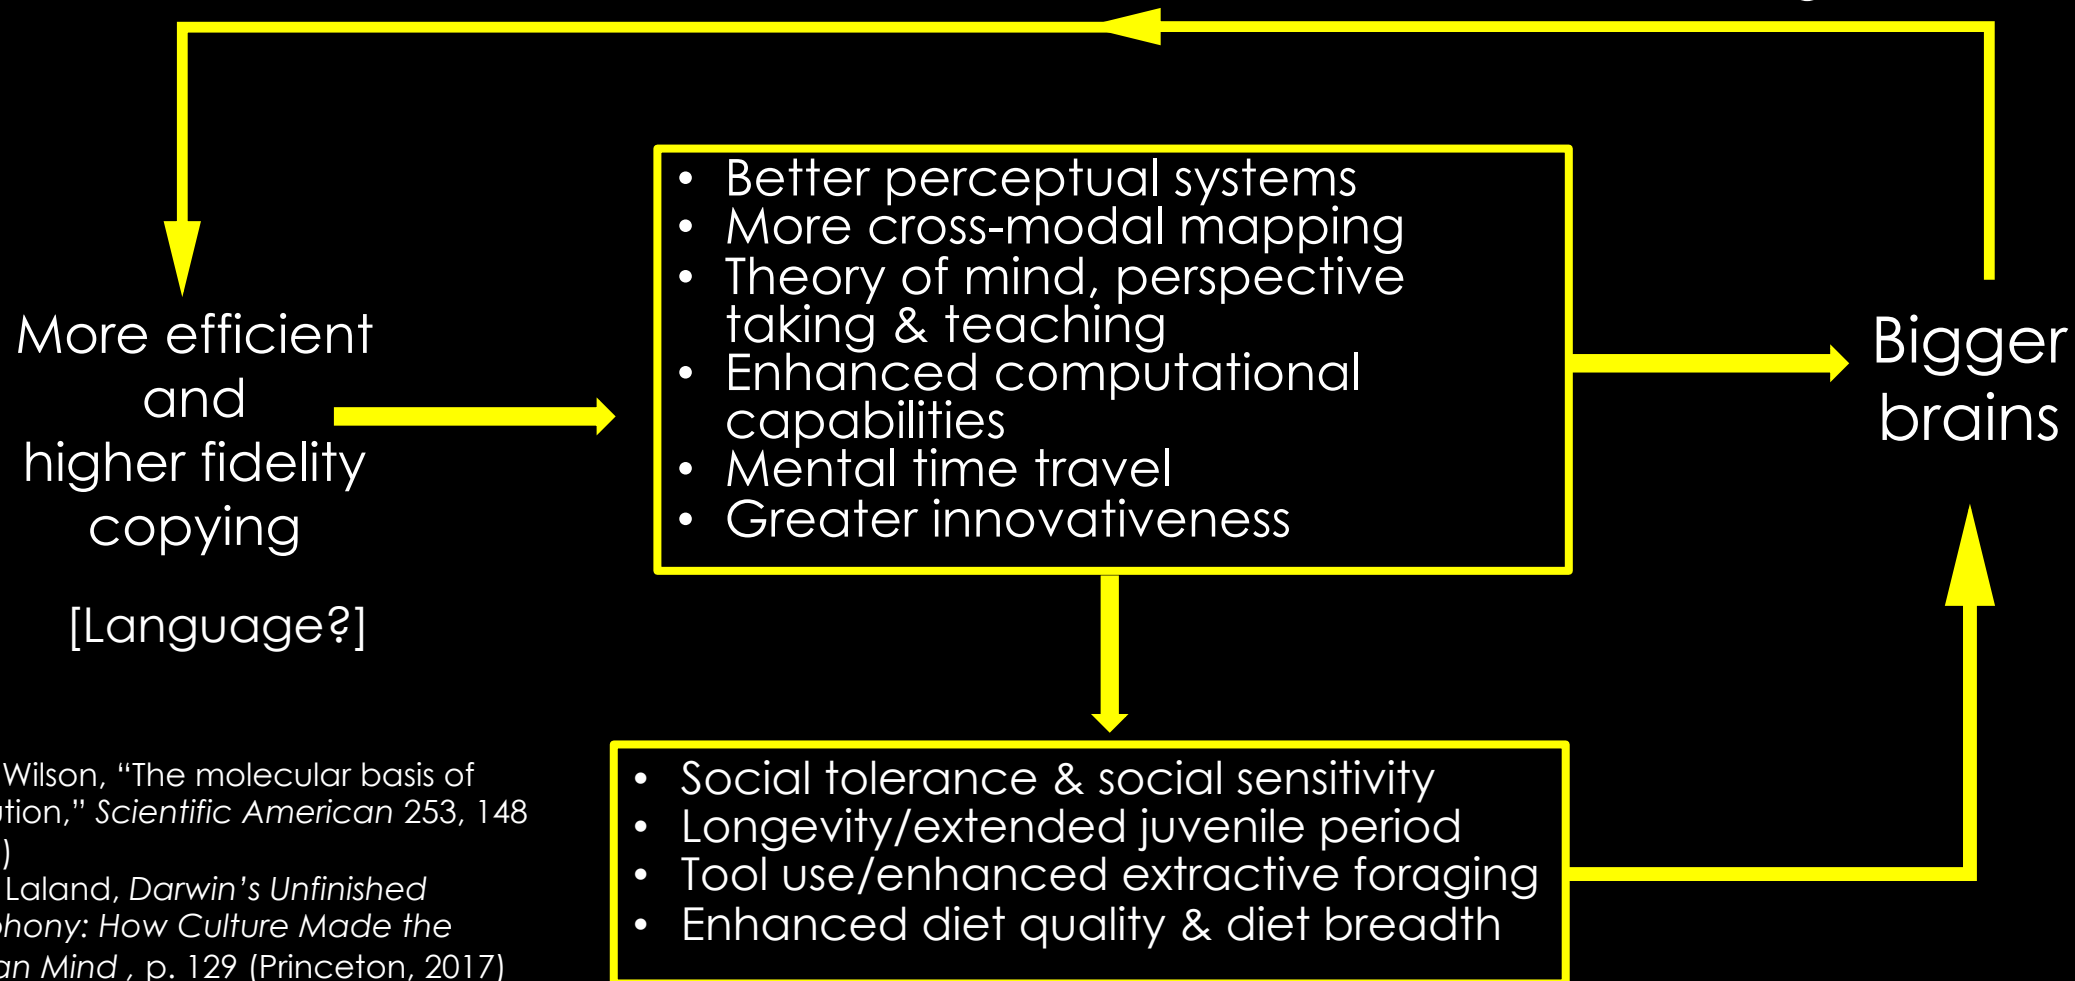 More efficient
and
higher fidelity
copying
[Language?]
• Better perceptual systems
• More cross-modal mapping
• Theory of mind, perspective
taking & teaching
• Enhanced computational
capabilities
• Mental time travel
• Greater innovativeness
Bigger
brains
• Social tolerance & social sensitivity
• Longevity/extended juvenile period
• Tool use/enhanced extractive foraging
• Enhanced diet quality & diet breadth
Wilson, “The molecular basis of
ution,” Scientific American 253, 148
)
Laland, Darwin’s Unfinished
phony: How Culture Made the
an Mind , p. 129 (Princeton, 2017)